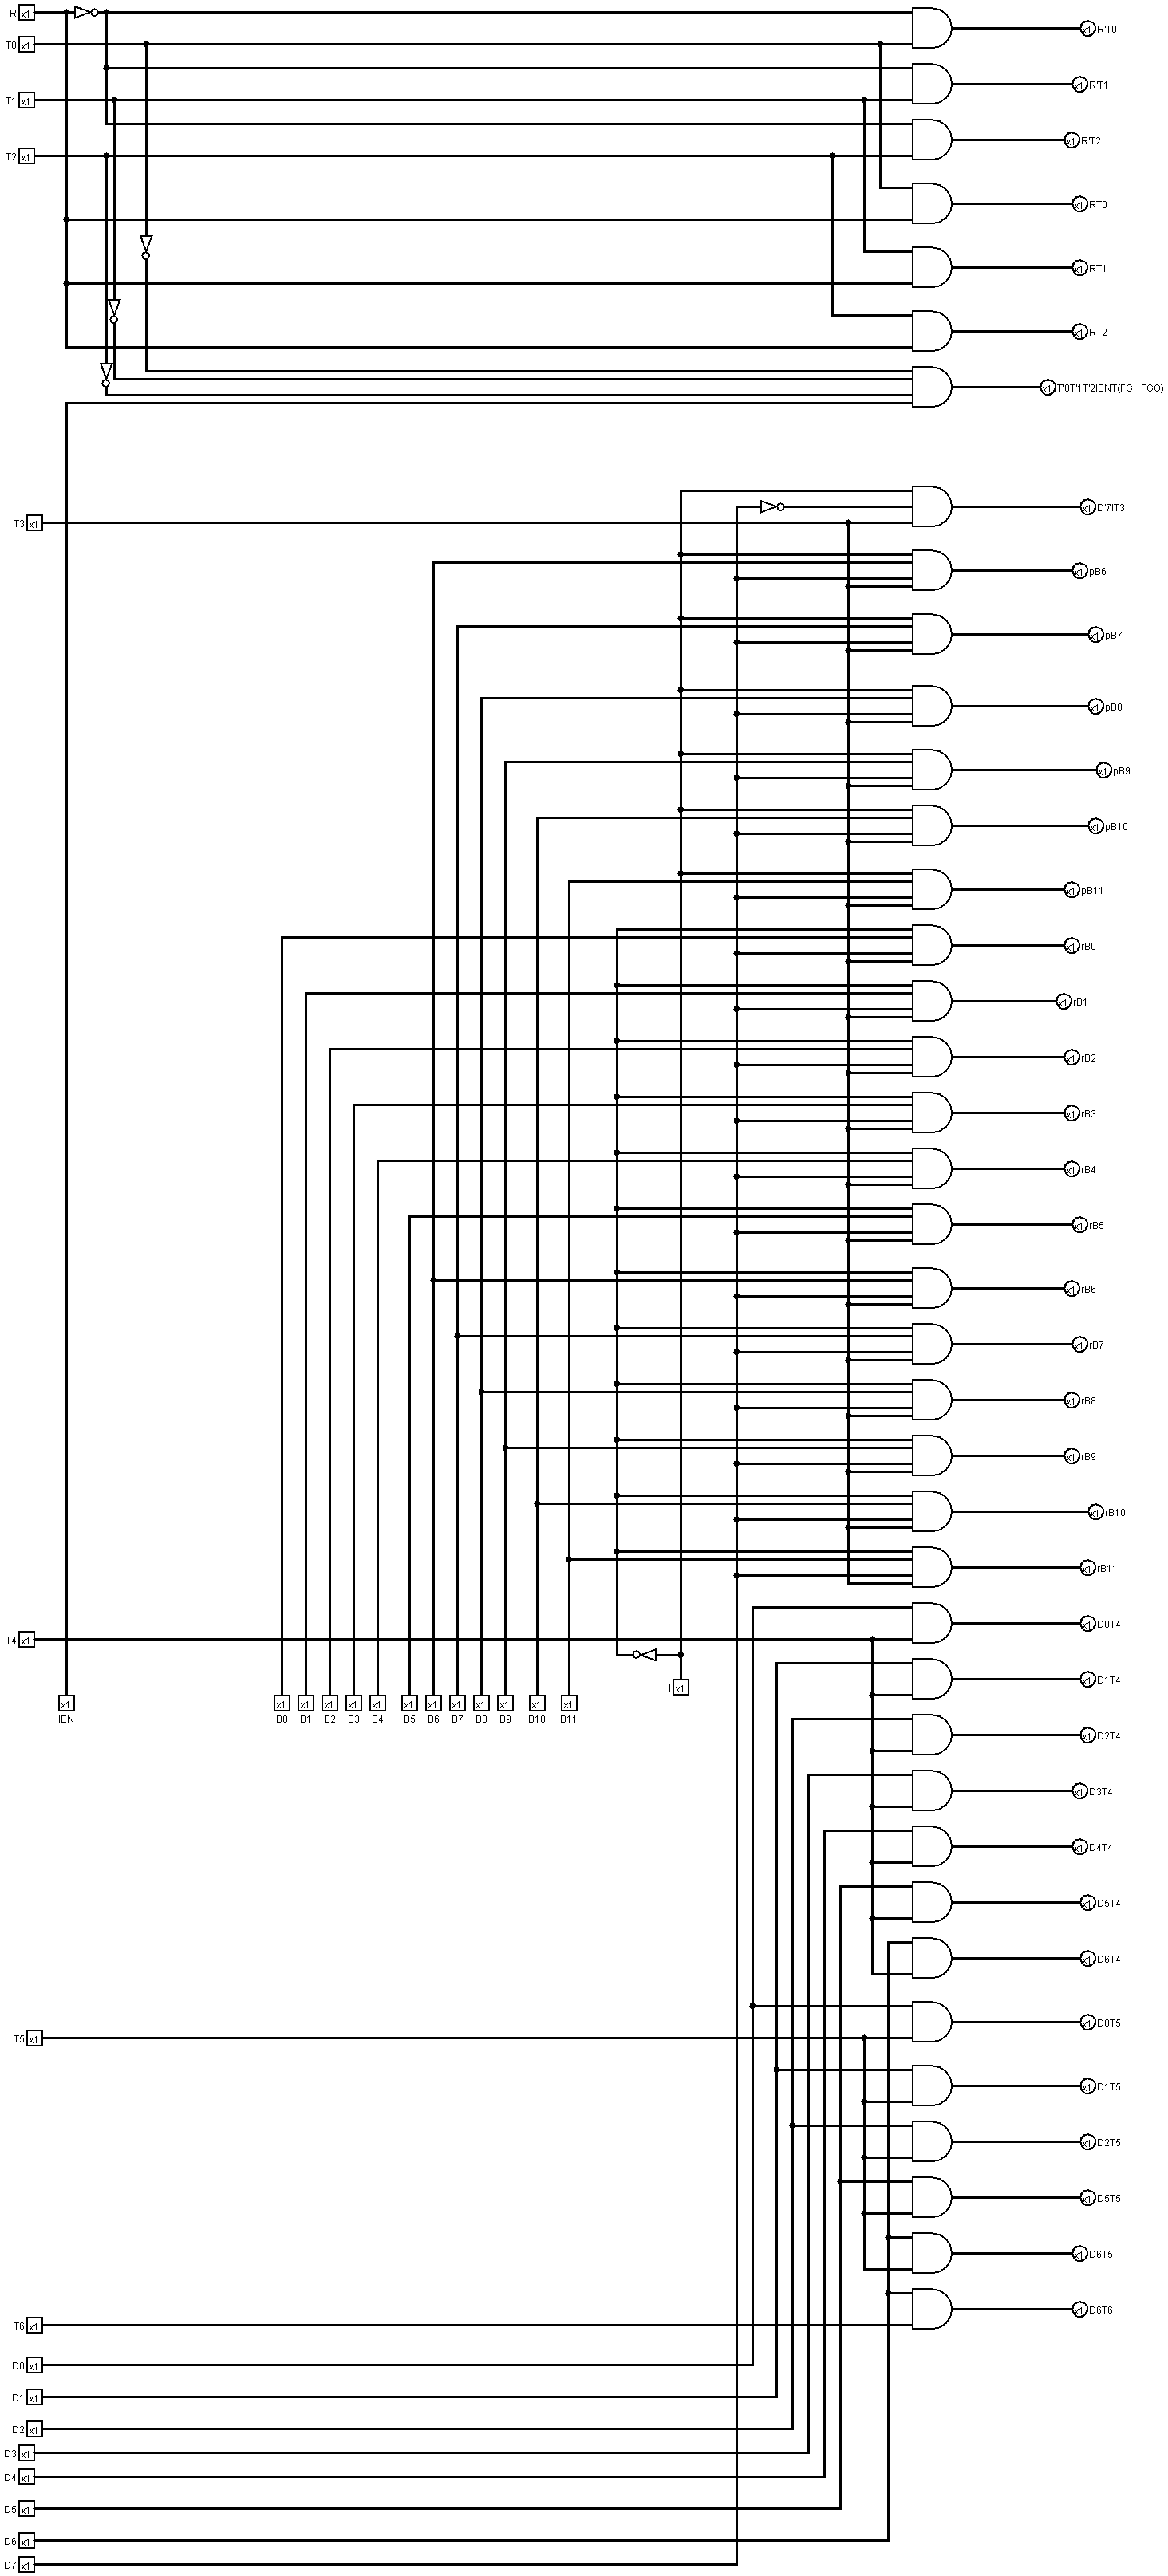 R x1
x1 R'T0
T0 x1
x1 R'T1
T1 x1
x1 R'T2
T2 x1
x1 RT0
x1 RT1
x1 RT2
x1 T'0T'1T'2IENT(FGI+FGO)
x1 D'7IT3
T3 x1
x1 pB6
x1 pB7
x1 pB8
x1 pB9
x1 pB10
x1 pB11
x1 rB0
x1 rB1
x1 rB2
x1 rB3
x1 rB4
x1 rB5
x1 rB6
x1 rB7
x1 rB8
x1 rB9
x1 rB10
x1 rB11
x1 D0T4
T4 x1
x1 D1T4
I x1
x1 x1 x1 x1 x1 x1 x1 x1 x1 x1 x1 x1 x1
IEN B0 B1 B2 B3 B4 B5 B6 B7 B8 B9 B10 B11
x1 D2T4
x1 D3T4
x1 D4T4
x1 D5T4
x1 D6T4
x1 D0T5
T5 x1
x1 D1T5
x1 D2T5
x1 D5T5
x1 D6T5
x1 D6T6
T6 x1
D0 x1
D1 x1
D2 x1
D3 x1
D4 x1
D5 x1
D6 x1
D7 x1